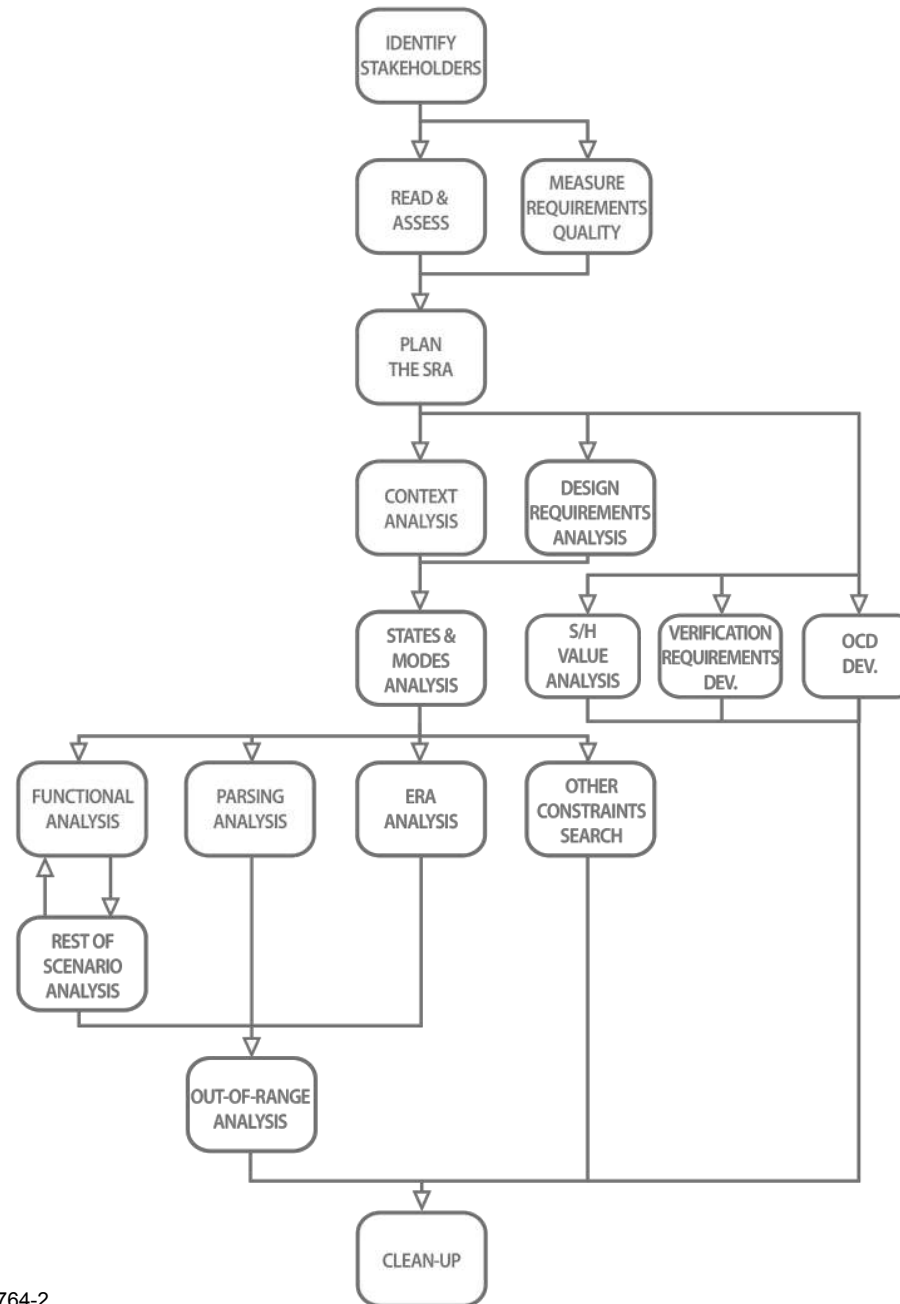 IDENTIFY
STAKEHOLDERS
READ &
ASSESS
MEASURE
REQUIREMENTS
QUALITY
PLAN
THE SRA
CONTEXT
ANALYSIS
DESIGN
REQUIREMENTS
ANALYSIS
STATES &
MODES
ANALYSIS
S/H
VALUE
ANALYSIS
VERIFICATION
REQUIREMENTS
DEV.
OCD
DEV.
FUNCTIONAL
ANALYSIS
PARSING
ANALYSIS
ERA
ANALYSIS
OTHER
CONSTRAINTS
SEARCH
REST OF
SCENARIO
ANALYSIS
OUT-OF-RANGE
ANALYSIS
CLEAN-UP
764-2